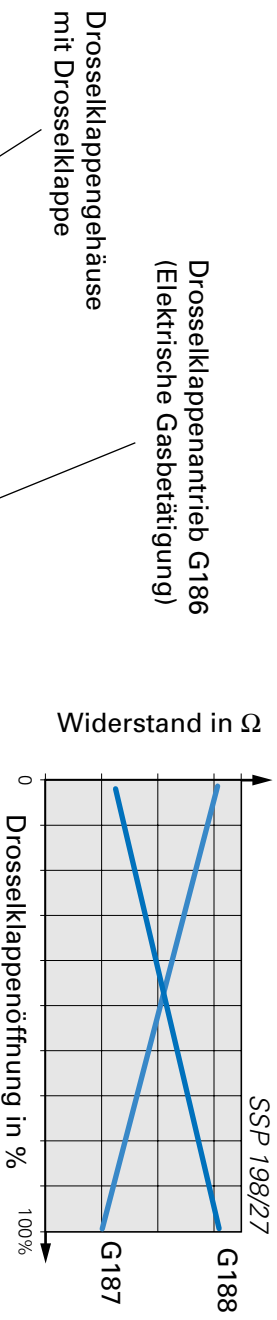 Drosselklappengehäuse
mit Drosselklappe
Drosselklappenantrieb G186
(Elektrische Gasbetätigung)
SSP 198/27
Widerstand in Ω
G188
G187
0
100%
Drosselklappenöffnung in %